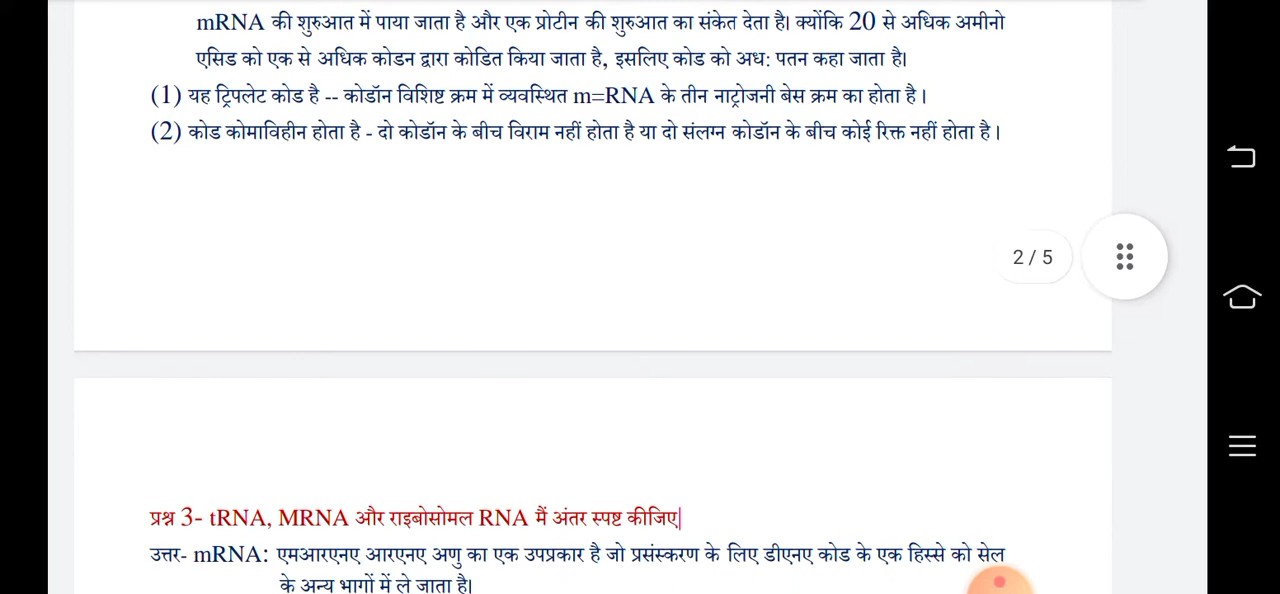 mRNA की शुरुआत में पाया जाता है और एक प्रोटीन की शुरुआत का संकेत देता है। क्योंकि 20 से अधिक अमीनो
एसिड को एक से अधिक कोडन द्वारा कोडित किया जाता है, इसलिए कोड को अध: पतन कहा जाता है।
(1) यह ट्रिपलेट कोड है -- कोडॉन विशिष्ट क्रम में व्यवस्थित m=RNA के तीन नाट्रोजनी बेस क्रम का होता है ।
(2) कोड कोमाविहीन होता है - दो कोडॉन के बीच विराम नहीं होता है या दो संलग्न कोडॉन के बीच कोई रिक्त नहीं होता है ।
2 / 5
प्रश्न 3- tRNA, MRNA और राइबोसोमल RNA मैं अंतर स्पष्ट कीजिए|
उत्तर- mRNA: एमआरएनए आरएनए अणु का एक उपप्रकार है जो प्रसंस्करण के लिए डीएनए कोड के एक हिस्से को सेल
के अन्य भागों में ले जाता है।